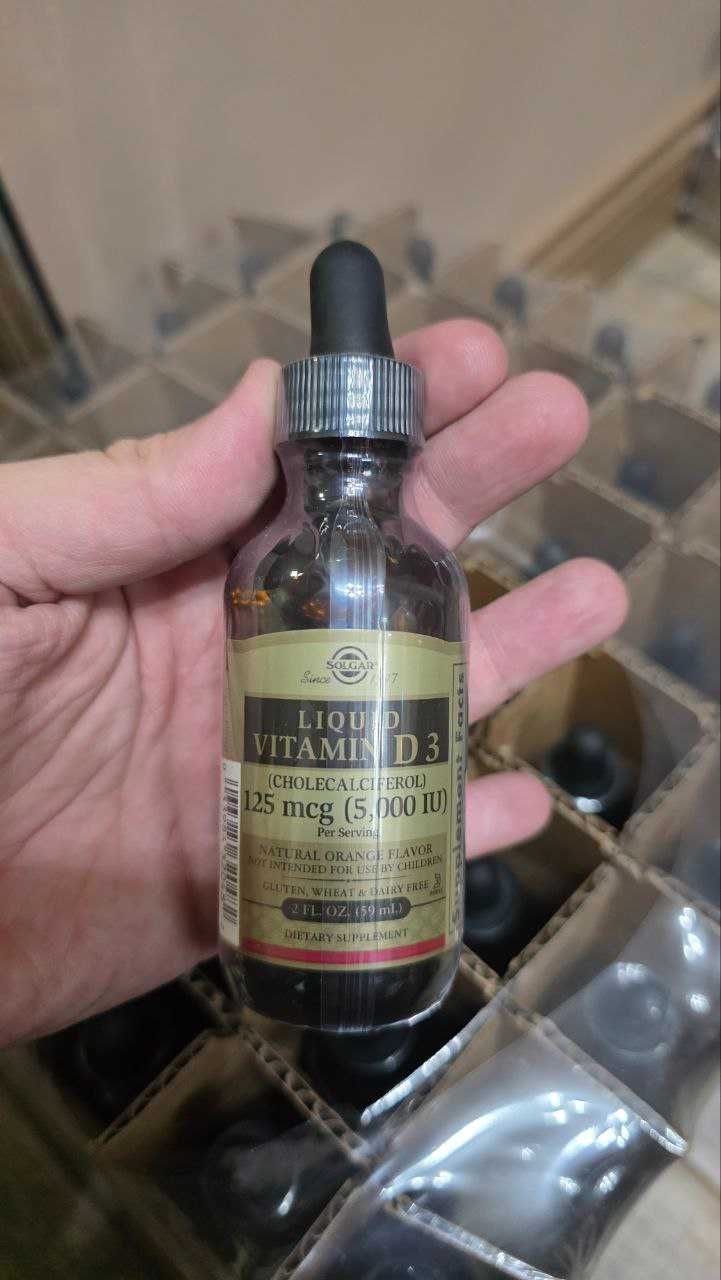 SOLGAR®
Since 1947
LIQUID
VITAMIN D3
(CHOLECALCIFEROL)
125 mcg (5,000 IU)
Per Serving
NATURAL ORANGE FLAVOR
NOT INTENDED FOR USE BY CHILDREN
GLUTEN, WHEAT & DAIRY FREE
2 FL. OZ. (59 mL)
DIETARY SUPPLEMENT
Supplement Facts